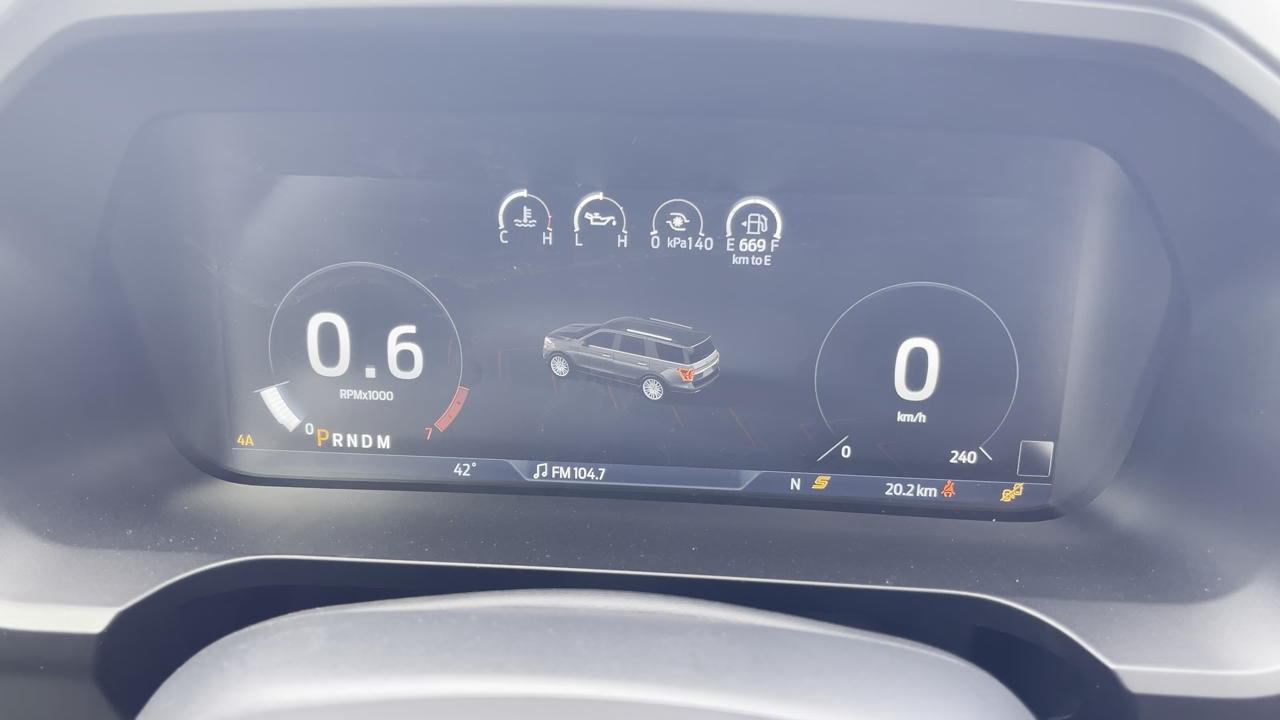 C H
L H
0 kPa 140
E 669 F
km to E
0.6
RPMx1000
0
7
4A
PRNDM
0
km/h
0
240
42°
FM 104.7
N
20.2 km